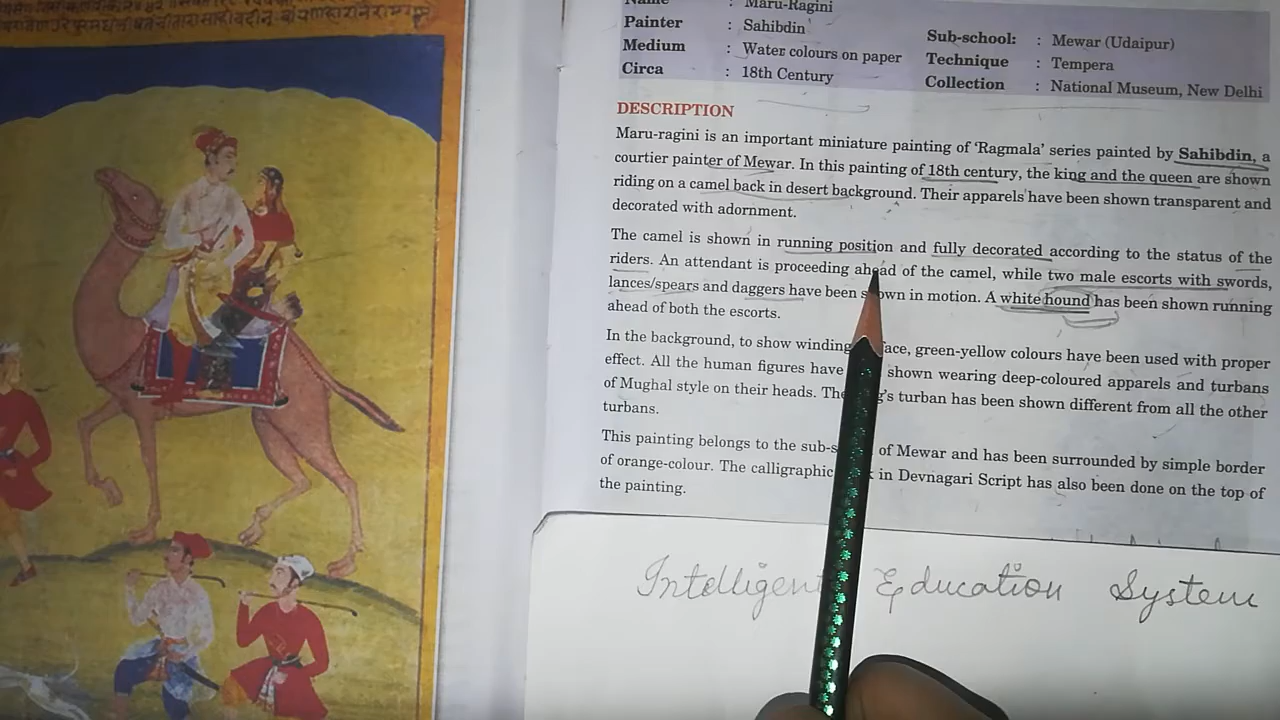 Name : Maru-Ragini
Painter : Sahibdin
Medium : Water colours on paper
Circa : 18th Century
Sub-school: : Mewar (Udaipur)
Technique : Tempera
Collection : National Museum, New Delhi
DESCRIPTION
Maru-ragini is an important miniature painting of 'Ragmala' series painted by Sahibdin, a
courtier painter of Mewar. In this painting of 18th century, the king and the queen are shown
riding on a camel back in desert background. Their apparels have been shown transparent and
decorated with adornment.
The camel is shown in running position and fully decorated according to the status of the
riders. An attendant is proceeding ahead of the camel, while two male escorts with swords,
lances/spears and daggers have been shown in motion. A white hound has been shown running
ahead of both the escorts.
In the background, to show winding green-yellow colours have been used with proper
effect. All the human figures have shown wearing deep-coloured apparels and turbans
of Mughal style on their heads. The turban has been shown different from all the other
turbans.
This painting belongs to the of Mewar and has been surrounded by simple border
of orange-colour. The calligraphic in Devnagari Script has also been done on the top of
the painting.
Intelligent Education System